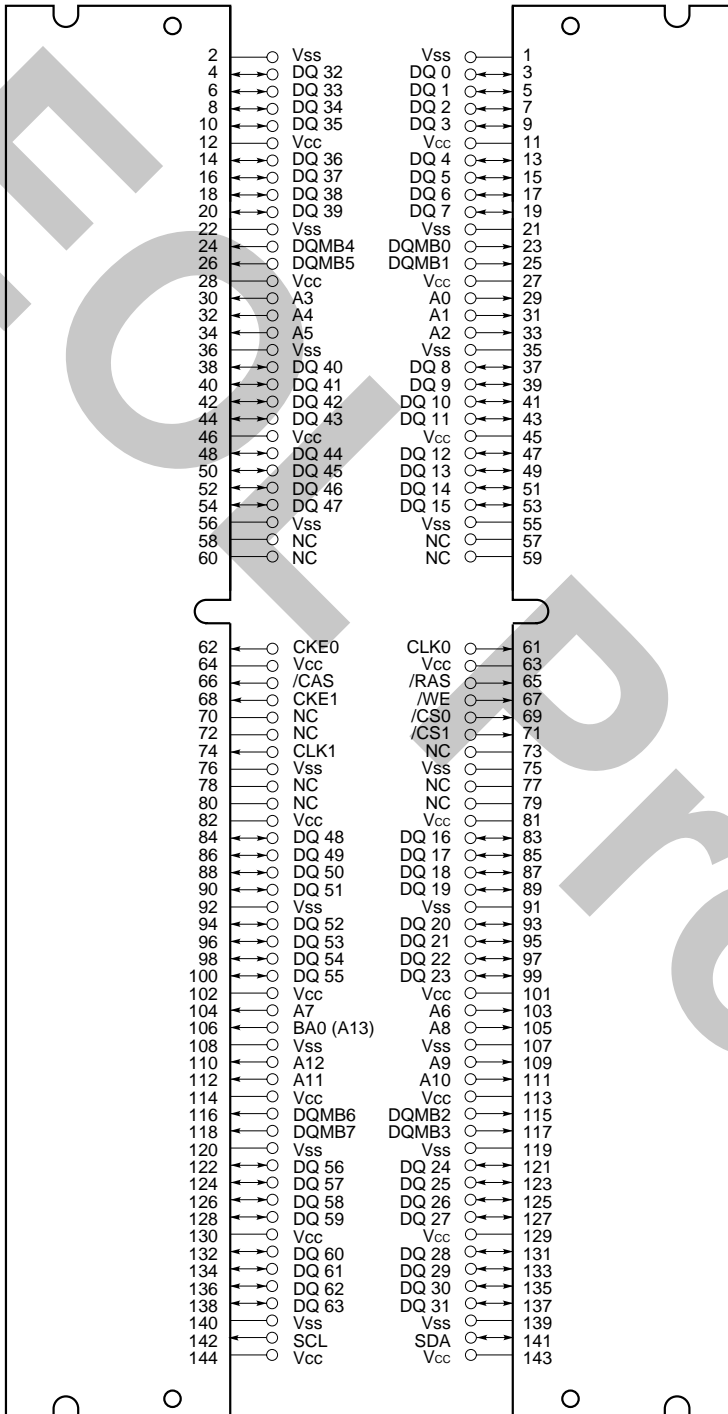 2 Vss Vss 1
4 DQ 32 DQ 0 3
6 DQ 33 DQ 1 5
8 DQ 34 DQ 2 7
10 DQ 35 DQ 3 9
12 Vcc Vcc 11
14 DQ 36 DQ 4 13
16 DQ 37 DQ 5 15
18 DQ 38 DQ 6 17
20 DQ 39 DQ 7 19
22 Vss Vss 21
24 DQMB4 DQMB0 23
26 DQMB5 DQMB1 25
28 Vcc Vcc 27
30 A3 A0 29
32 A4 A1 31
34 A5 A2 33
36 Vss Vss 35
38 DQ 40 DQ 8 37
40 DQ 41 DQ 9 39
42 DQ 42 DQ 10 41
44 DQ 43 DQ 11 43
46 Vcc Vcc 45
48 DQ 44 DQ 12 47
50 DQ 45 DQ 13 49
52 DQ 46 DQ 14 51
54 DQ 47 DQ 15 53
56 Vss Vss 55
58 NC NC 57
60 NC NC 59
62 CKE0 CLK0 61
64 Vcc Vcc 63
66 /CAS /RAS 65
68 CKE1 /WE 67
70 NC /CS0 69
72 NC /CS1 71
74 CLK1 NC 73
76 Vss Vss 75
78 NC NC 77
80 NC NC 79
82 Vcc Vcc 81
84 DQ 48 DQ 16 83
86 DQ 49 DQ 17 85
88 DQ 50 DQ 18 87
90 DQ 51 DQ 19 89
92 Vss Vss 91
94 DQ 52 DQ 20 93
96 DQ 53 DQ 21 95
98 DQ 54 DQ 22 97
100 DQ 55 DQ 23 99
102 Vcc Vcc 101
104 A7 A6 103
106 BA0 (A13) A8 105
108 Vss Vss 107
110 A12 A9 109
112 A11 A10 111
114 Vcc Vcc 113
116 DQMB6 DQMB2 115
118 DQMB7 DQMB3 117
120 Vss Vss 119
122 DQ 56 DQ 24 121
124 DQ 57 DQ 25 123
126 DQ 58 DQ 26 125
128 DQ 59 DQ 27 127
130 Vcc Vcc 129
132 DQ 60 DQ 28 131
134 DQ 61 DQ 29 133
136 DQ 62 DQ 30 135
138 DQ 63 DQ 31 137
140 Vss Vss 139
142 SCL SDA 141
144 Vcc Vcc 143
EOL Pro